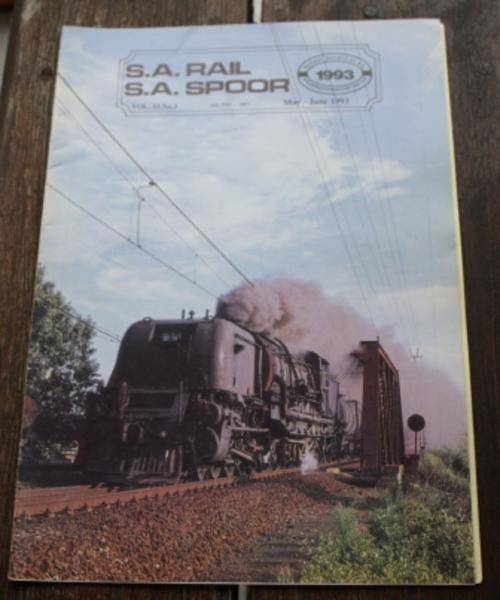 S.A. RAIL
S.A. SPOOR
1993
May - June 1993